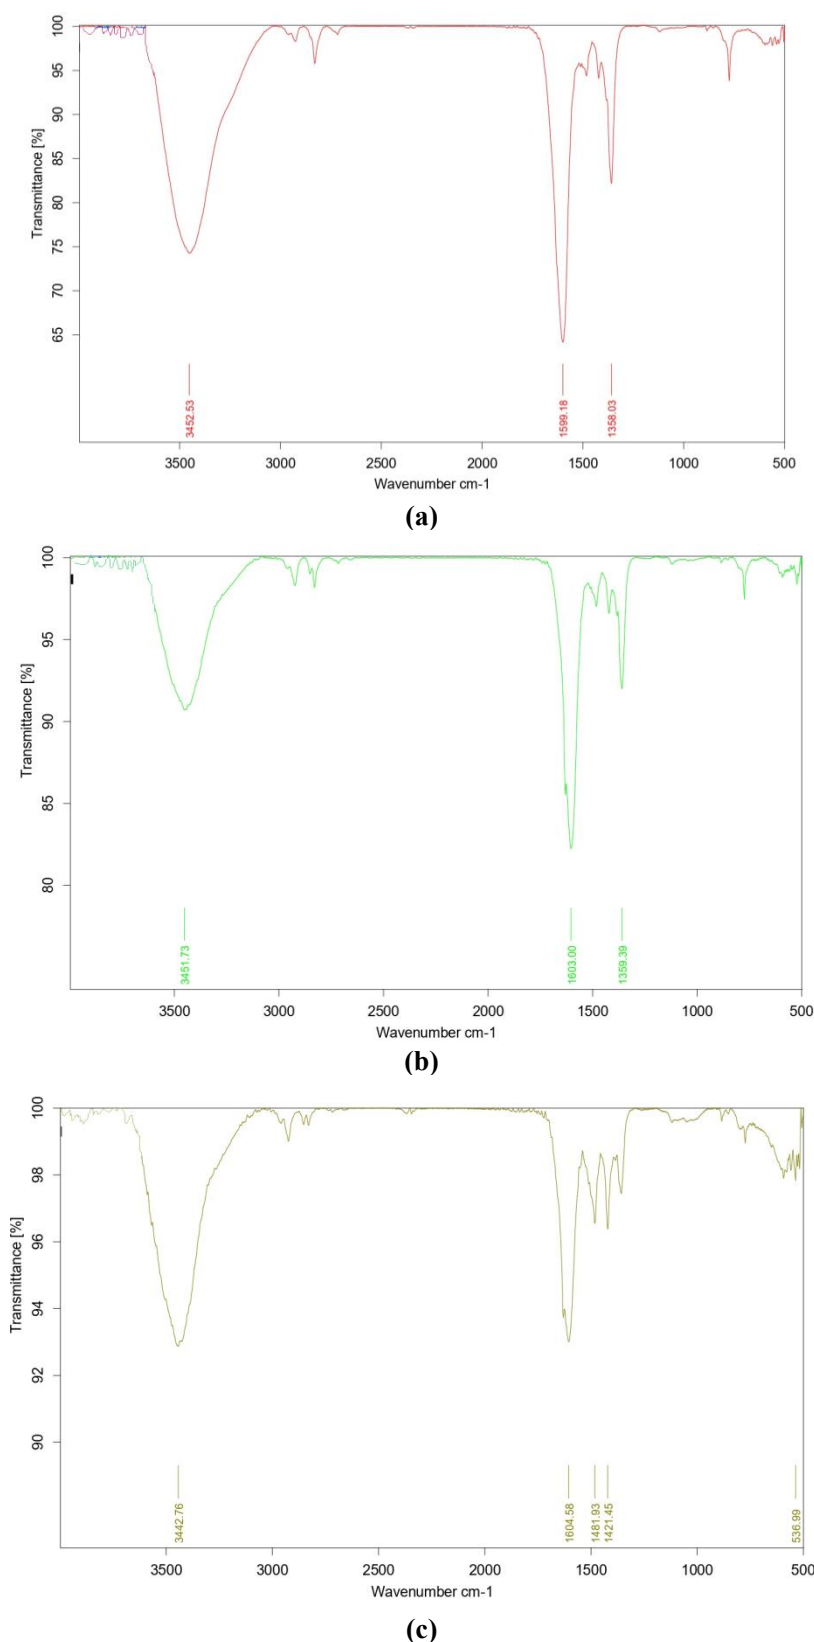 100
95
90
85
80
75
70
65
Transmittance [%]
3452.53
1599.18
1358.03
3500 3000 2500 2000 1500 1000 500
Wavenumber cm-1
(a)
100
95
90
85
80
Transmittance [%]
3451.73
1603.00
1359.39
3500 3000 2500 2000 1500 1000 500
Wavenumber cm-1
(b)
100
98
96
94
92
90
Transmittance [%]
3442.76
1604.58
1481.93
1421.45
536.99
3500 3000 2500 2000 1500 1000 500
Wavenumber cm-1
(c)